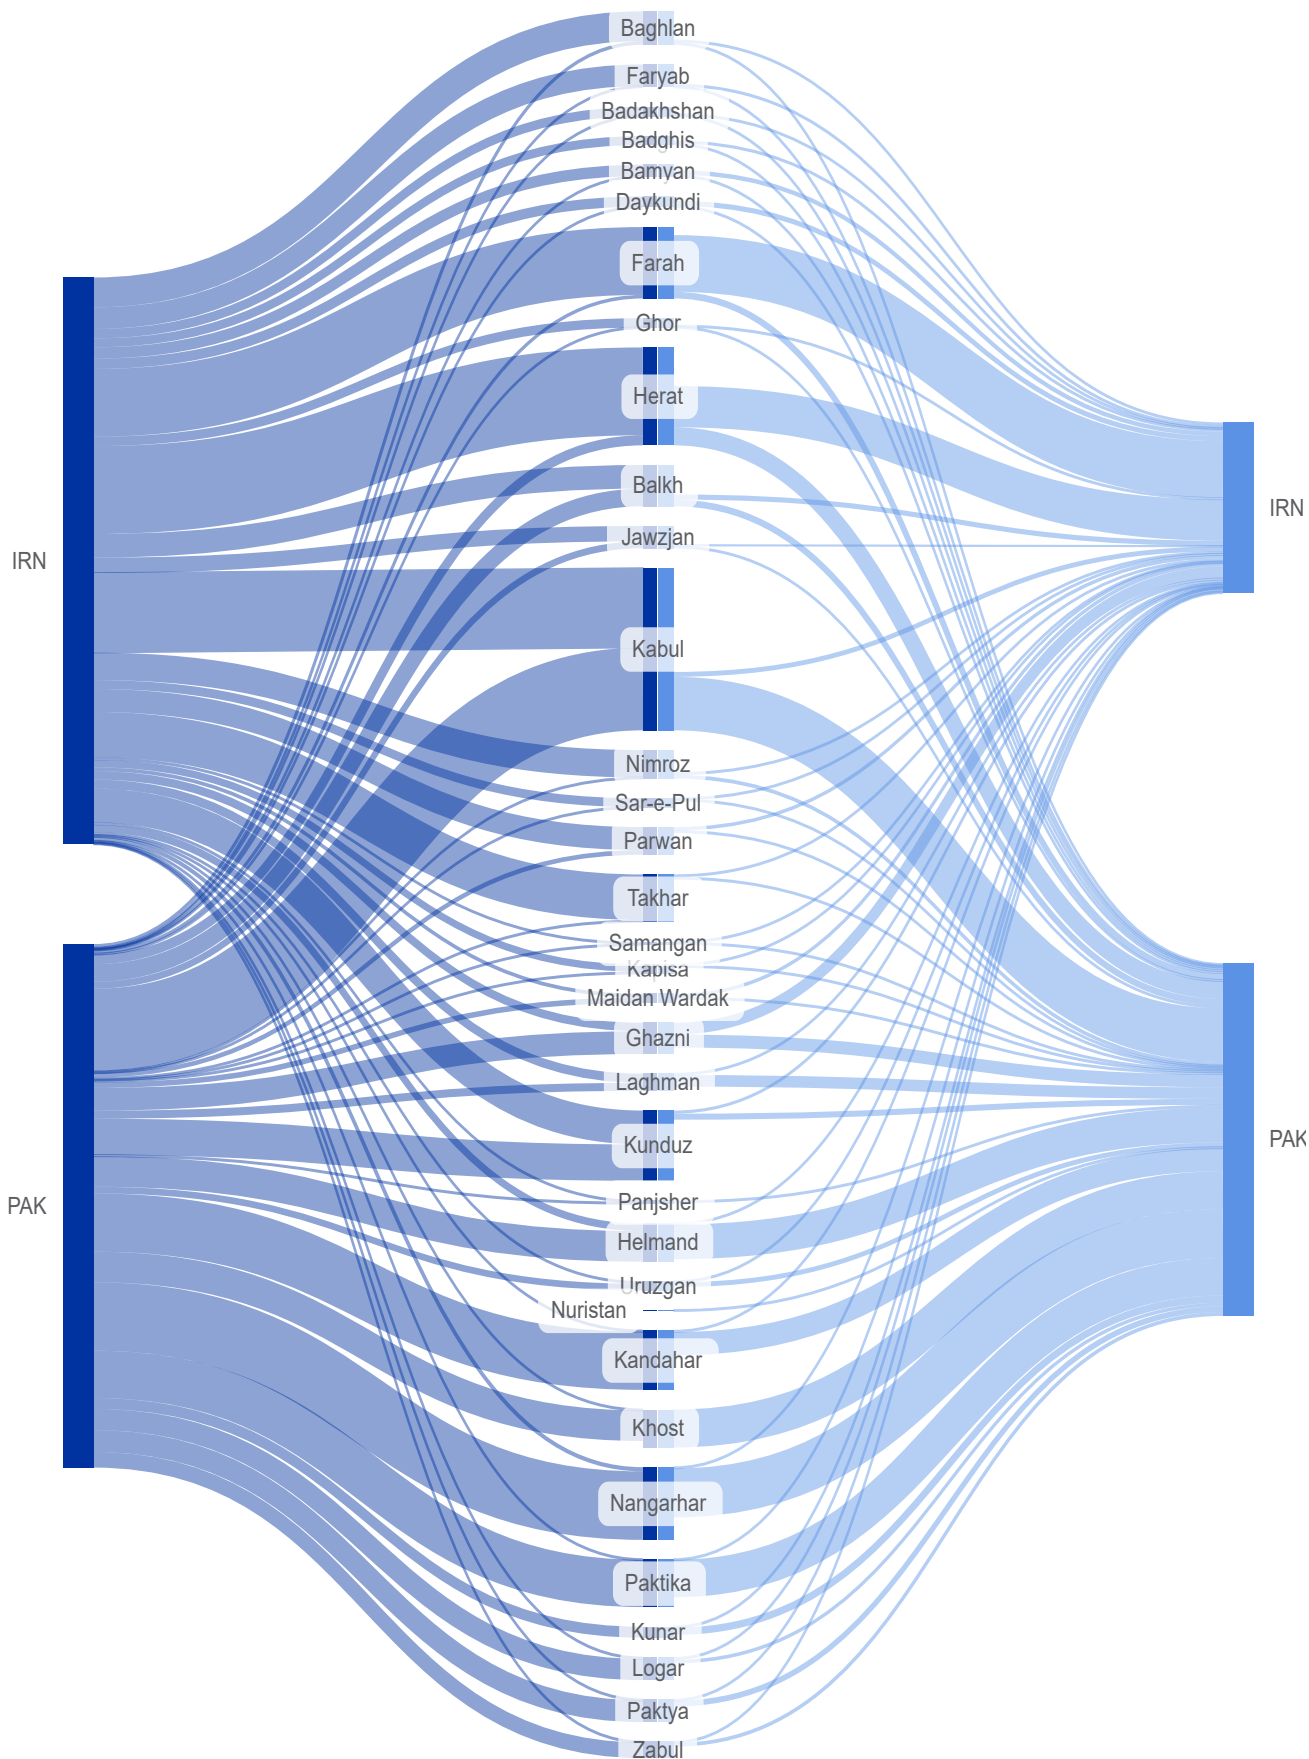 Baghlan
Faryab
Badakhshan
Badghis
Bamyan
Daykundi
Farah
Ghor
Herat
Balkh
IRN
Jawzjan
IRN
Kabul
Nimroz
Sar-e-Pul
Parwan
Takhar
Samangan
Kapisa
Maidan Wardak
Ghazni
Laghman
PAK
Kunduz
PAK
Panjsher
Helmand
Uruzgan
Nuristan
Kandahar
Khost
Nangarhar
Paktika
Kunar
Logar
Paktya
Zabul